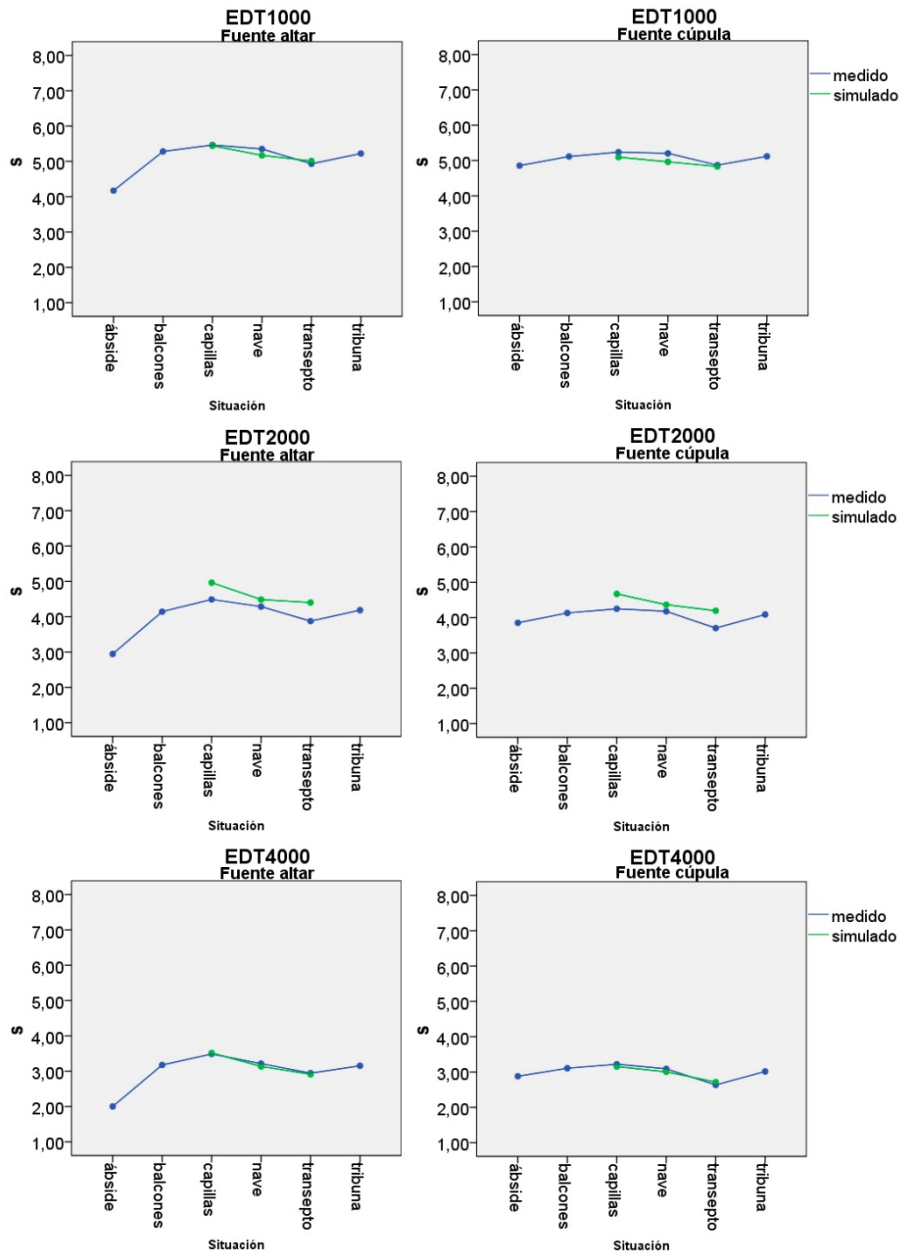 EDT1000
Fuente altar
8,00
7,00
6,00
5,00
4,00
3,00
2,00
1,00
s
ábside
balcones
capillas
nave
transepto
tribuna
Situación
EDT1000
Fuente cúpula
8,00
7,00
6,00
5,00
4,00
3,00
2,00
1,00
ábside
balcones
capillas
nave
transepto
tribuna
Situación
medido
simulado
EDT2000
Fuente altar
8,00
7,00
6,00
5,00
4,00
3,00
2,00
1,00
s
ábside
balcones
capillas
nave
transepto
tribuna
Situación
EDT2000
Fuente cúpula
8,00
7,00
6,00
5,00
4,00
3,00
2,00
1,00
ábside
balcones
capillas
nave
transepto
tribuna
Situación
medido
simulado
EDT4000
Fuente altar
8,00
7,00
6,00
5,00
4,00
3,00
2,00
1,00
s
ábside
balcones
capillas
nave
transepto
tribuna
Situación
EDT4000
Fuente cúpula
8,00
7,00
6,00
5,00
4,00
3,00
2,00
1,00
ábside
balcones
capillas
nave
transepto
tribuna
Situación
medido
simulado